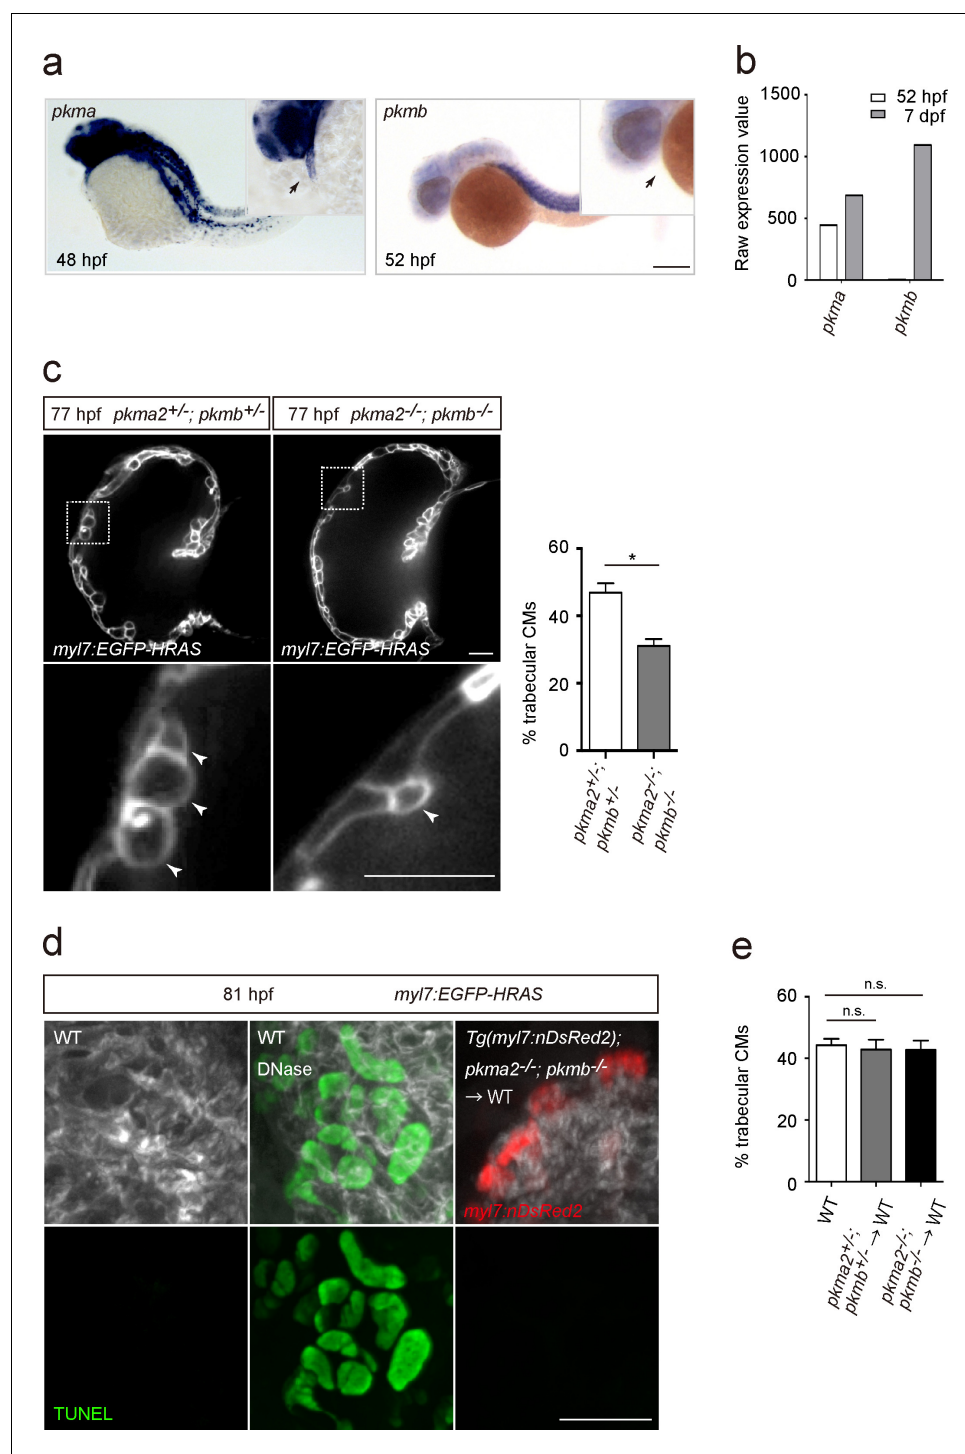 a
pkma
48 hpf
pkmb
52 hpf
b
Raw expression value
1500
1000
500
0
52 hpf
7 dpf
pkma
pkmb
c
77 hpf pkma2+/-; pkmb+/-
77 hpf pkma2-/-; pkmb-/-
myl7:EGFP-HRAS
myl7:EGFP-HRAS
% trabecular CMs
60
40
20
0
*
pkma2+/-;
pkmb+/-
pkma2-/-;
pkmb-/-
d
81 hpf myl7:EGFP-HRAS
WT
WT
DNase
Tg(myl7:nDsRed2);
pkma2-/-; pkmb-/-
→ WT
myl7:nDsRed2
TUNEL
e
% trabecular CMs
60
40
20
0
n.s.
n.s.
WT
pkma2+/-;
pkmb+/- → WT
pkma2-/-;
pkmb-/- → WT